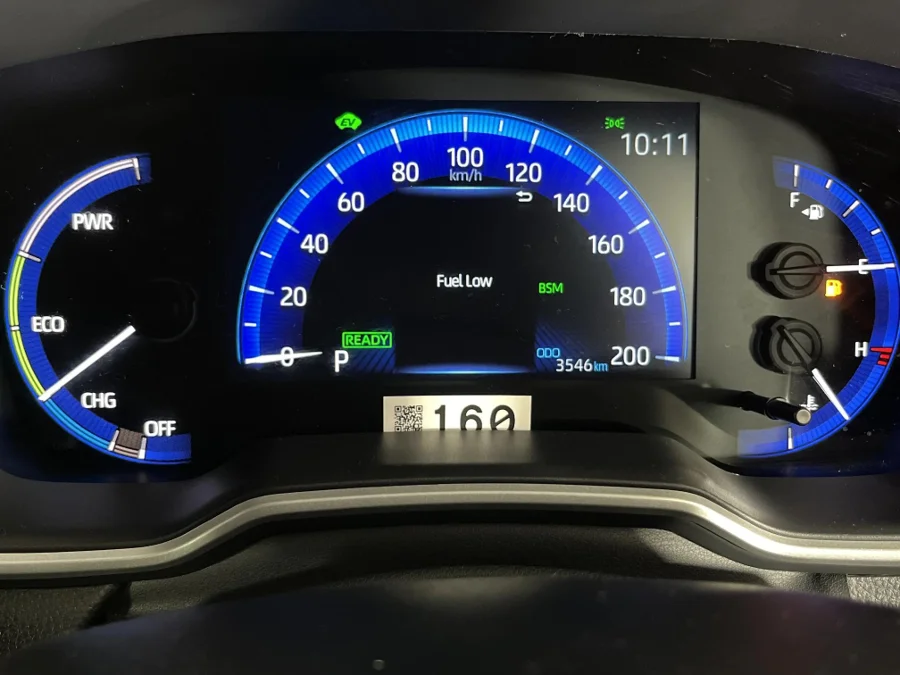 EV
10:11
100
km/h
80
120
60
140
40
160
20
180
0
200
Fuel Low
BSM
READY
P
ODO
3546 km
PWR
ECO
CHG
OFF
F
E
H
160